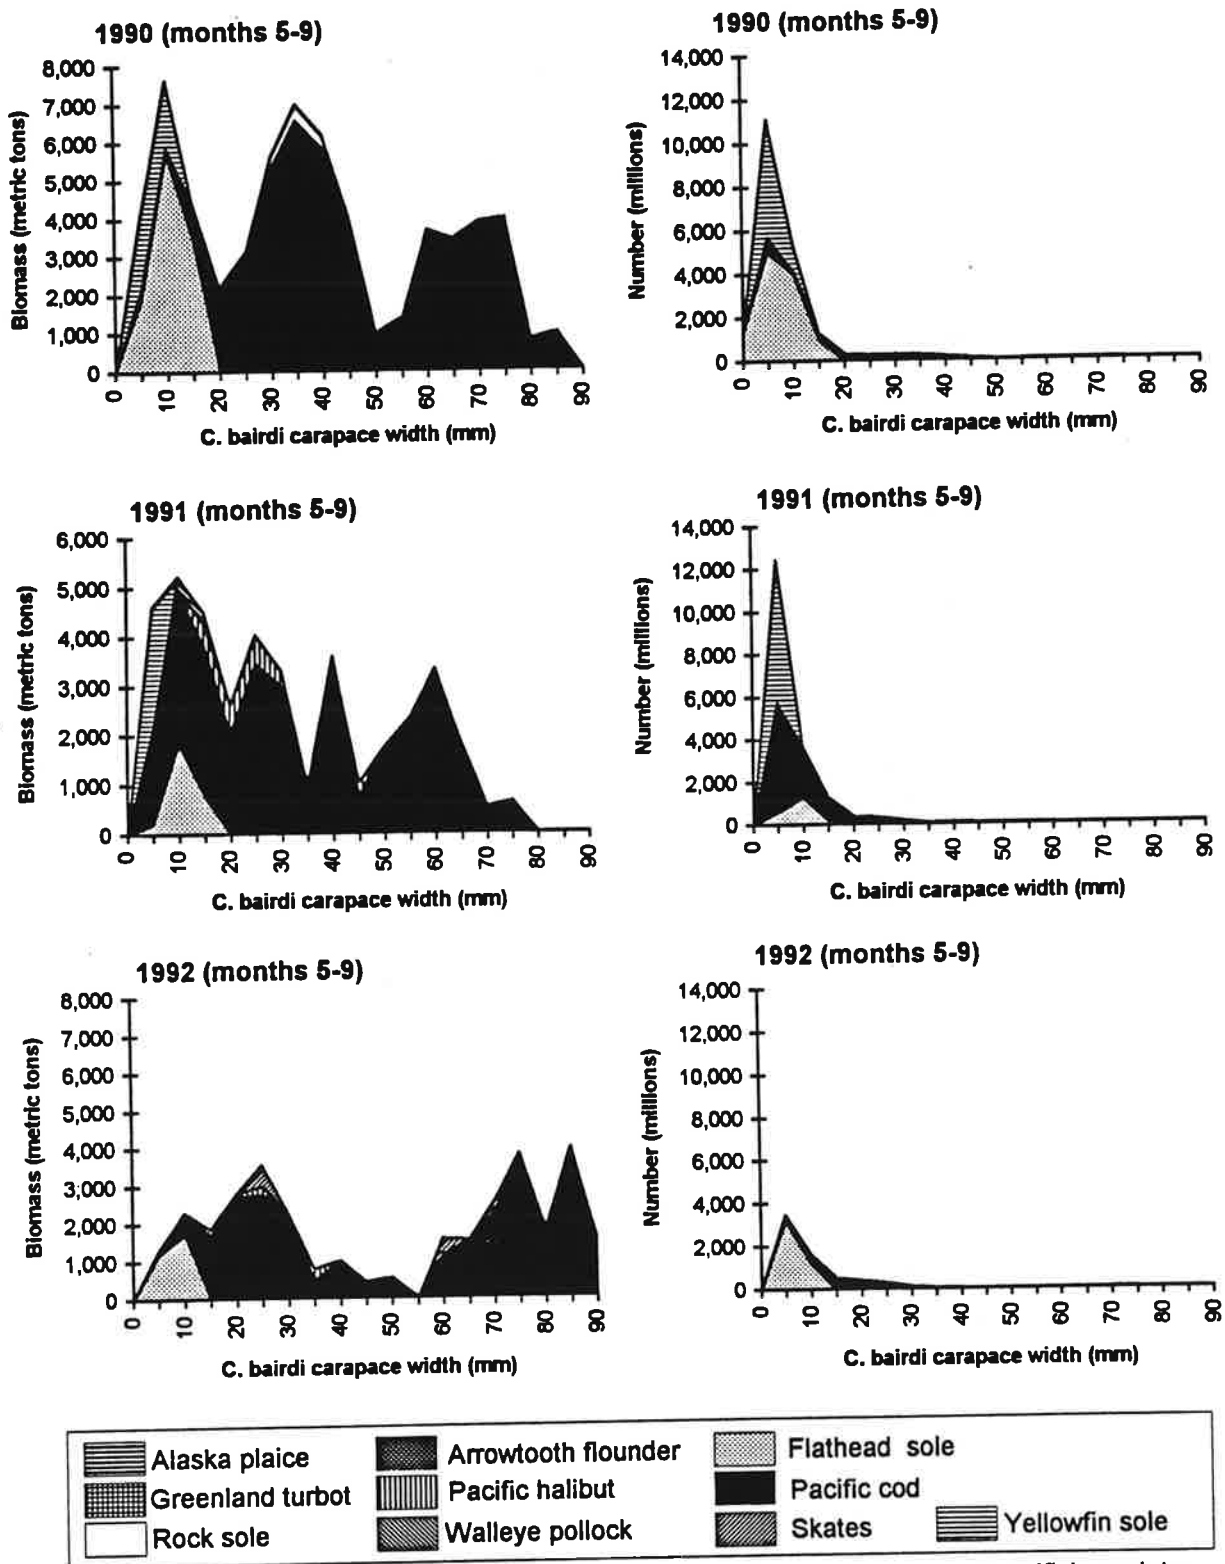 1990 (months 5-9)
Biomass (metric tons)
8,000
7,000
6,000
5,000
4,000
3,000
2,000
1,000
0
0 10 20 30 40 50 60 70 80 90
C. bairdi carapace width (mm)
1990 (months 5-9)
Number (millions)
14,000
12,000
10,000
8,000
6,000
4,000
2,000
0
0 10 20 30 40 50 60 70 80 90
C. bairdi carapace width (mm)
1991 (months 5-9)
Biomass (metric tons)
6,000
5,000
4,000
3,000
2,000
1,000
0
0 10 20 30 40 50 60 70 80 90
C. bairdi carapace width (mm)
1991 (months 5-9)
Number (millions)
14,000
12,000
10,000
8,000
6,000
4,000
2,000
0
0 10 20 30 40 50 60 70 80 90
C. bairdi carapace width (mm)
1992 (months 5-9)
Biomass (metric tons)
8,000
7,000
6,000
5,000
4,000
3,000
2,000
1,000
0
0 10 20 30 40 50 60 70 80 90
C. bairdi carapace width (mm)
1992 (months 5-9)
Number (millions)
14,000
12,000
10,000
8,000
6,000
4,000
2,000
0
0 10 20 30 40 50 60 70 80 90
C. bairdi carapace width (mm)
Alaska plaice
Arrowtooth flounder
Flathead sole
Greenland turbot
Pacific halibut
Pacific cod
Rock sole
Walleye pollock
Skates
Yellowfin sole